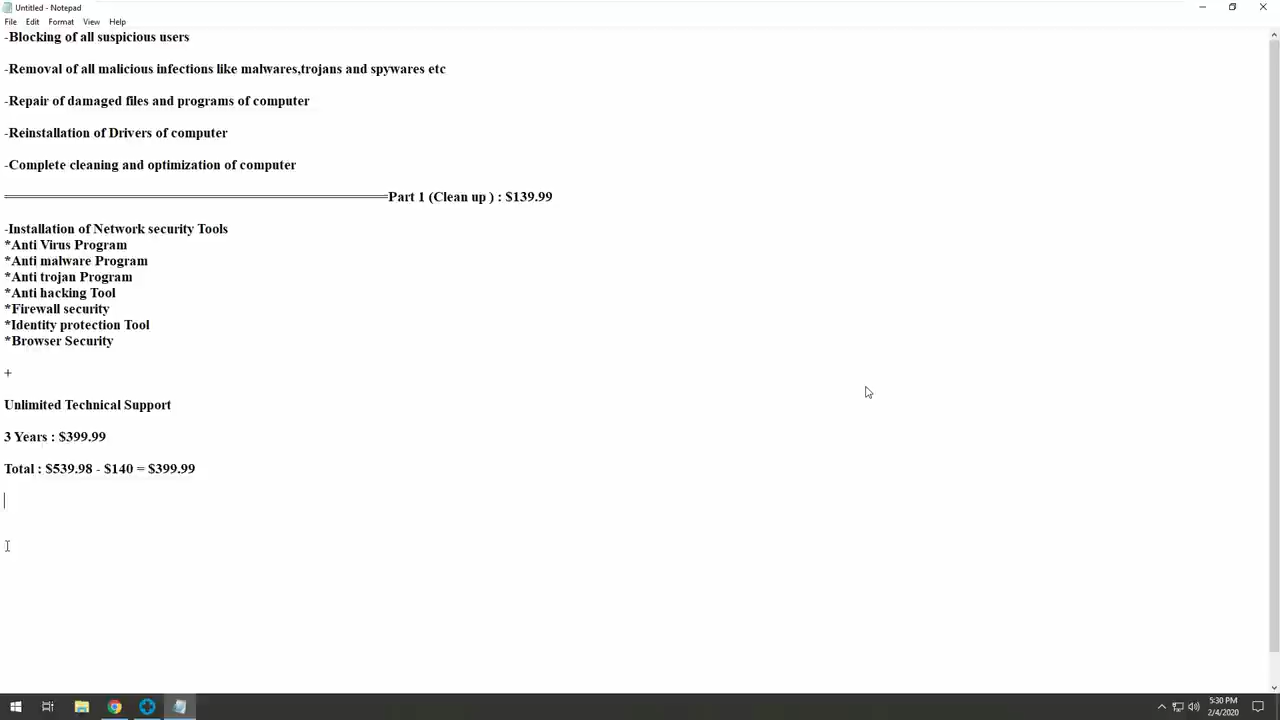 Untitled - Notepad
File Edit Format View Help
-Blocking of all suspicious users
-Removal of all malicious infections like malwares,trojans and spywares etc
-Repair of damaged files and programs of computer
-Reinstallation of Drivers of computer
-Complete cleaning and optimization of computer
Part 1 (Clean up ) : $139.99
-Installation of Network security Tools
*Anti Virus Program
*Anti malware Program
*Anti trojan Program
*Anti hacking Tool
*Firewall security
*Identity protection Tool
*Browser Security
+
Unlimited Technical Support
3 Years : $399.99
Total : $539.98 - $140 = $399.99
5:30 PM
2/4/2020